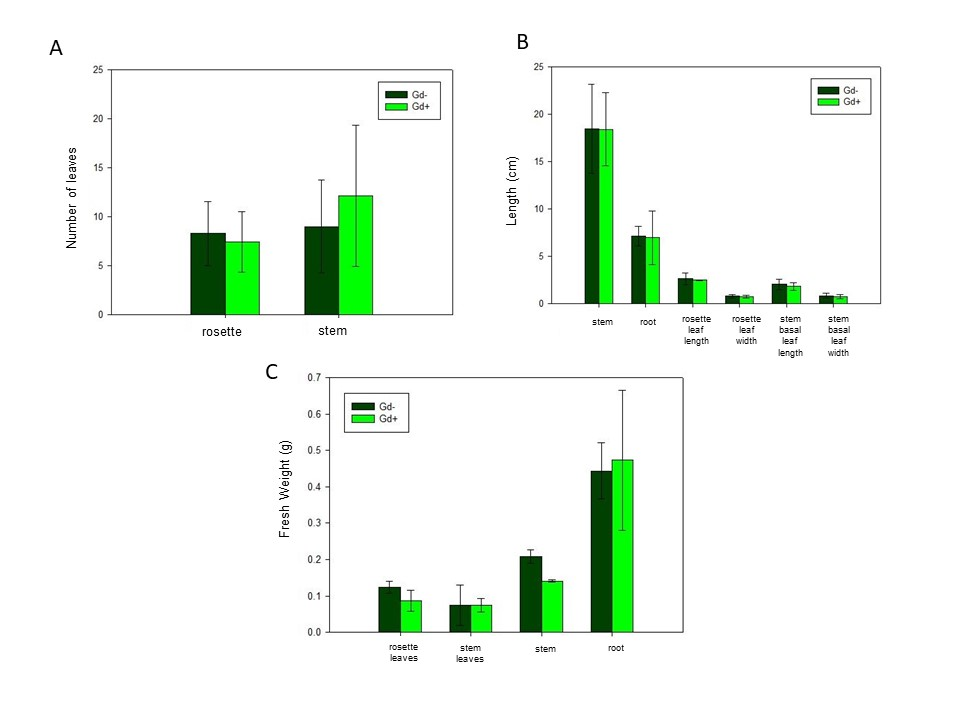 A
25
20
15
10
5
0
Number of leaves
Gd-
Gd+
rosette
stem
B
25
20
15
10
5
0
Length (cm)
Gd-
Gd+
stem
root
rosette
leaf
length
rosette
leaf
width
stem
basal
leaf
length
stem
basal
leaf
width
C
0.7
0.6
0.5
0.4
0.3
0.2
0.1
0.0
Fresh Weight (g)
Gd-
Gd+
rosette
leaves
stem
leaves
stem
root